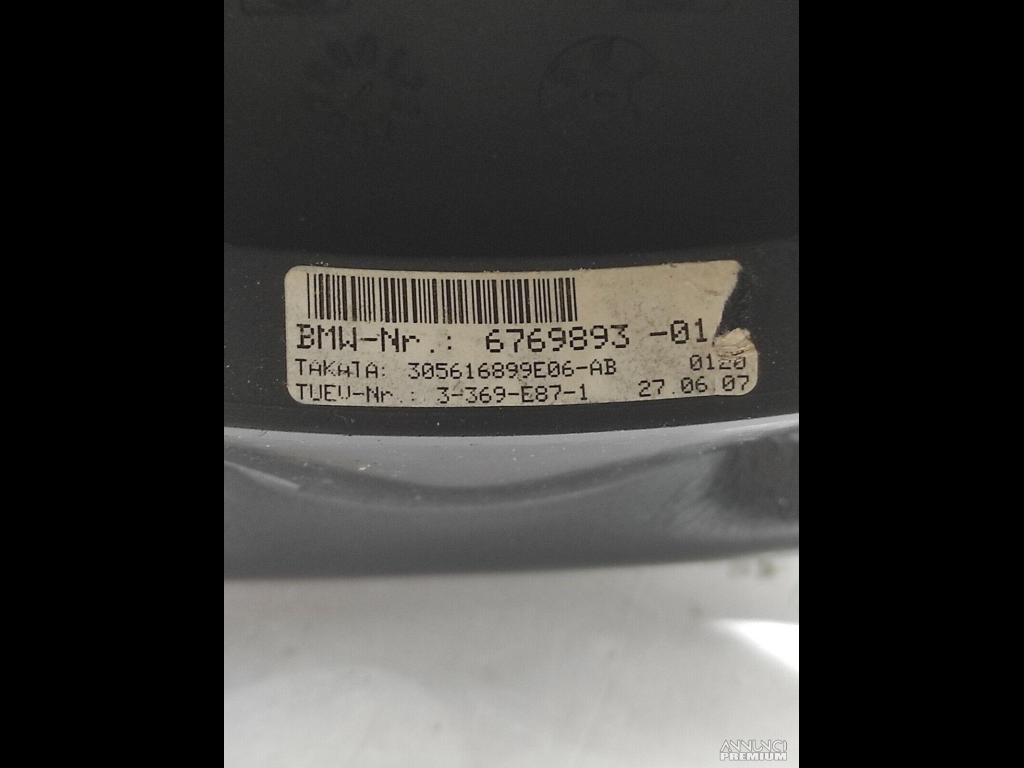 BMW-Nr.: 6769893 -01
TAKATA: 305616899E06-AB 0120
TUEV-Nr.: 3-369-E87-1 27.06.07
ANNUNCI
PREMIUM